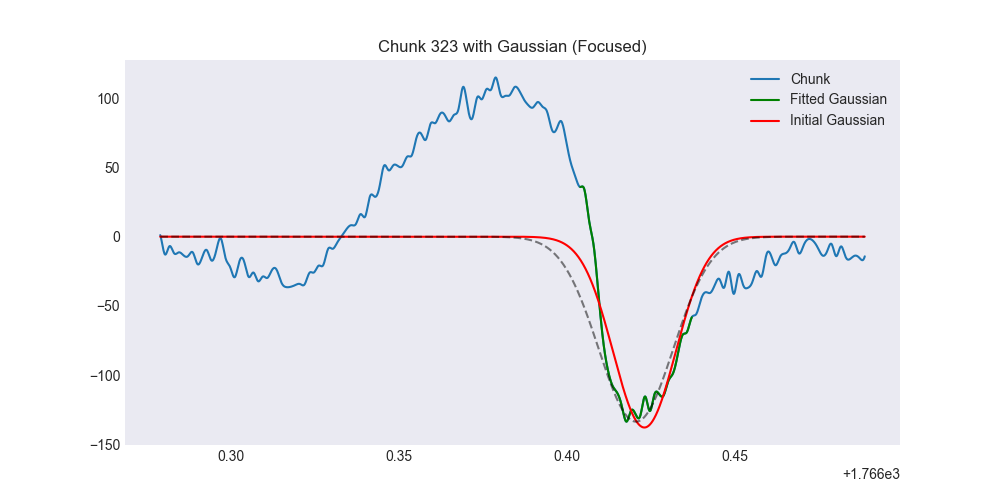 Chunk 323 with Gaussian (Focused)
Chunk
Fitted Gaussian
Initial Gaussian
100
50
0
−50
−100
−150
0.30 0.35 0.40 0.45
+1.766e3